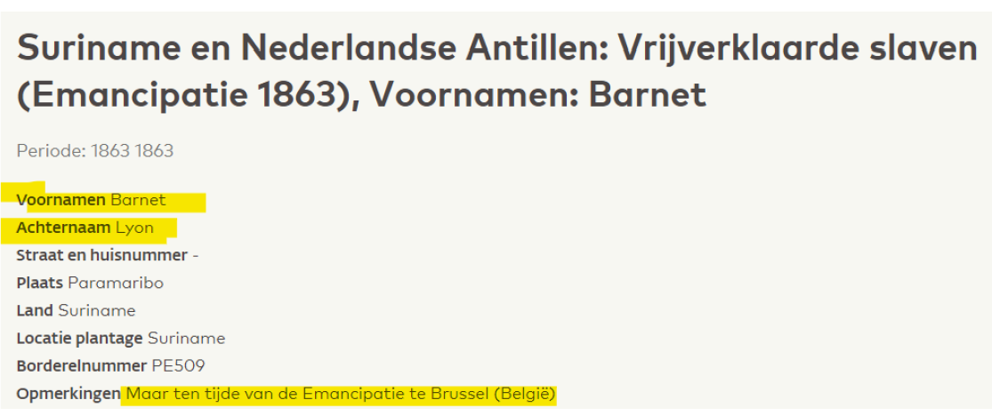 Suriname en Nederlandse Antillen: Vrijverklaarde slaven
(Emancipatie 1863), Voornamen: Barnet
Periode: 1863 1863
Voornamen Barnet
Achternaam Lyon
Straat en huisnummer -
Plaats Paramaribo
Land Suriname
Locatie plantage Suriname
Borderelnummer PE509
Opmerkingen Maar ten tijde van de Emancipatie te Brussel (België)